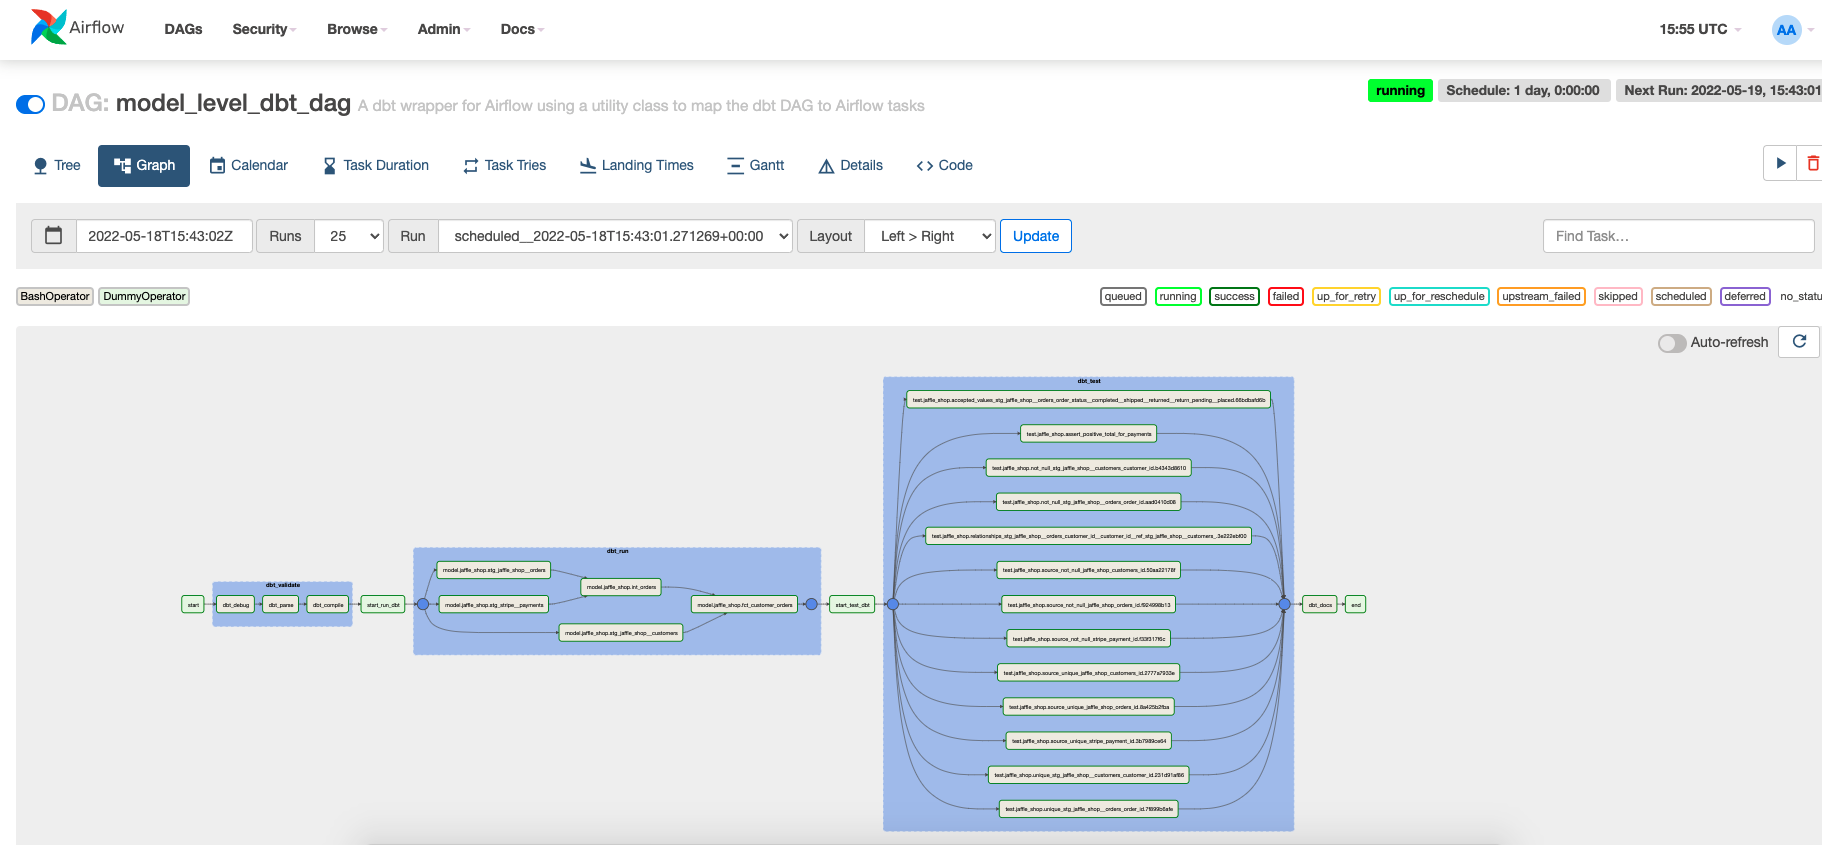 Airflow DAGs Security Browse Admin Docs 15:55 UTC AA
running Schedule: 1 day, 0:00:00 Next Run: 2022-05-19, 15:43:01
DAG: model_level_dbt_dag A dbt wrapper for Airflow using a utility class to map the dbt DAG to Airflow tasks
Tree Graph Calendar Task Duration Task Tries Landing Times Gantt Details Code
2022-05-18T15:43:02Z Runs 25 Run scheduled__2022-05-18T15:43:01.271269+00:00 Layout Left > Right Update Find Task...
BashOperator DummyOperator queued running success failed up_for_retry up_for_reschedule upstream_failed skipped scheduled deferred no_statu
Auto-refresh
dbt_validate
start dbt_debug dbt_parse dbt_compile start_run_dbt
dbt_run
model.jaffle_shop.stg_jaffle_shop__orders
model.jaffle_shop.int_orders
model.jaffle_shop.stg_stripe__payments
model.jaffle_shop.fct_customer_orders
model.jaffle_shop.stg_jaffle_shop__customers
start_test_dbt
dbt_test
test.jaffle_shop.accepted_values_stg_jaffle_shop__orders_order_status__completed__shipped__returned__return_pending__placed.66bdbafd6b
test.jaffle_shop.assert_positive_total_for_payments
test.jaffle_shop.not_null_stg_jaffle_shop__customers_customer_id.b4343d8610
test.jaffle_shop.not_null_stg_jaffle_shop__orders_order_id.aad0410d08
test.jaffle_shop.relationships_stg_jaffle_shop__orders_customer_id__customer_id__ref_stg_jaffle_shop__customers_.3e222ebf00
test.jaffle_shop.source_not_null_jaffle_shop_customers_id.50aa22178f
test.jaffle_shop.source_not_null_jaffle_shop_orders_id.f924998b13
test.jaffle_shop.source_unique_jaffle_shop_customers_id.2777a7933e
test.jaffle_shop.source_unique_jaffle_shop_orders_id.8a425b2fba
test.jaffle_shop.source_unique_stripe_payment_id.3b7989ce64
test.jaffle_shop.unique_stg_jaffle_shop__customers_customer_id.231d91af86
test.jaffle_shop.unique_stg_jaffle_shop__orders_order_id.7f899b6afe
dbt_docs end